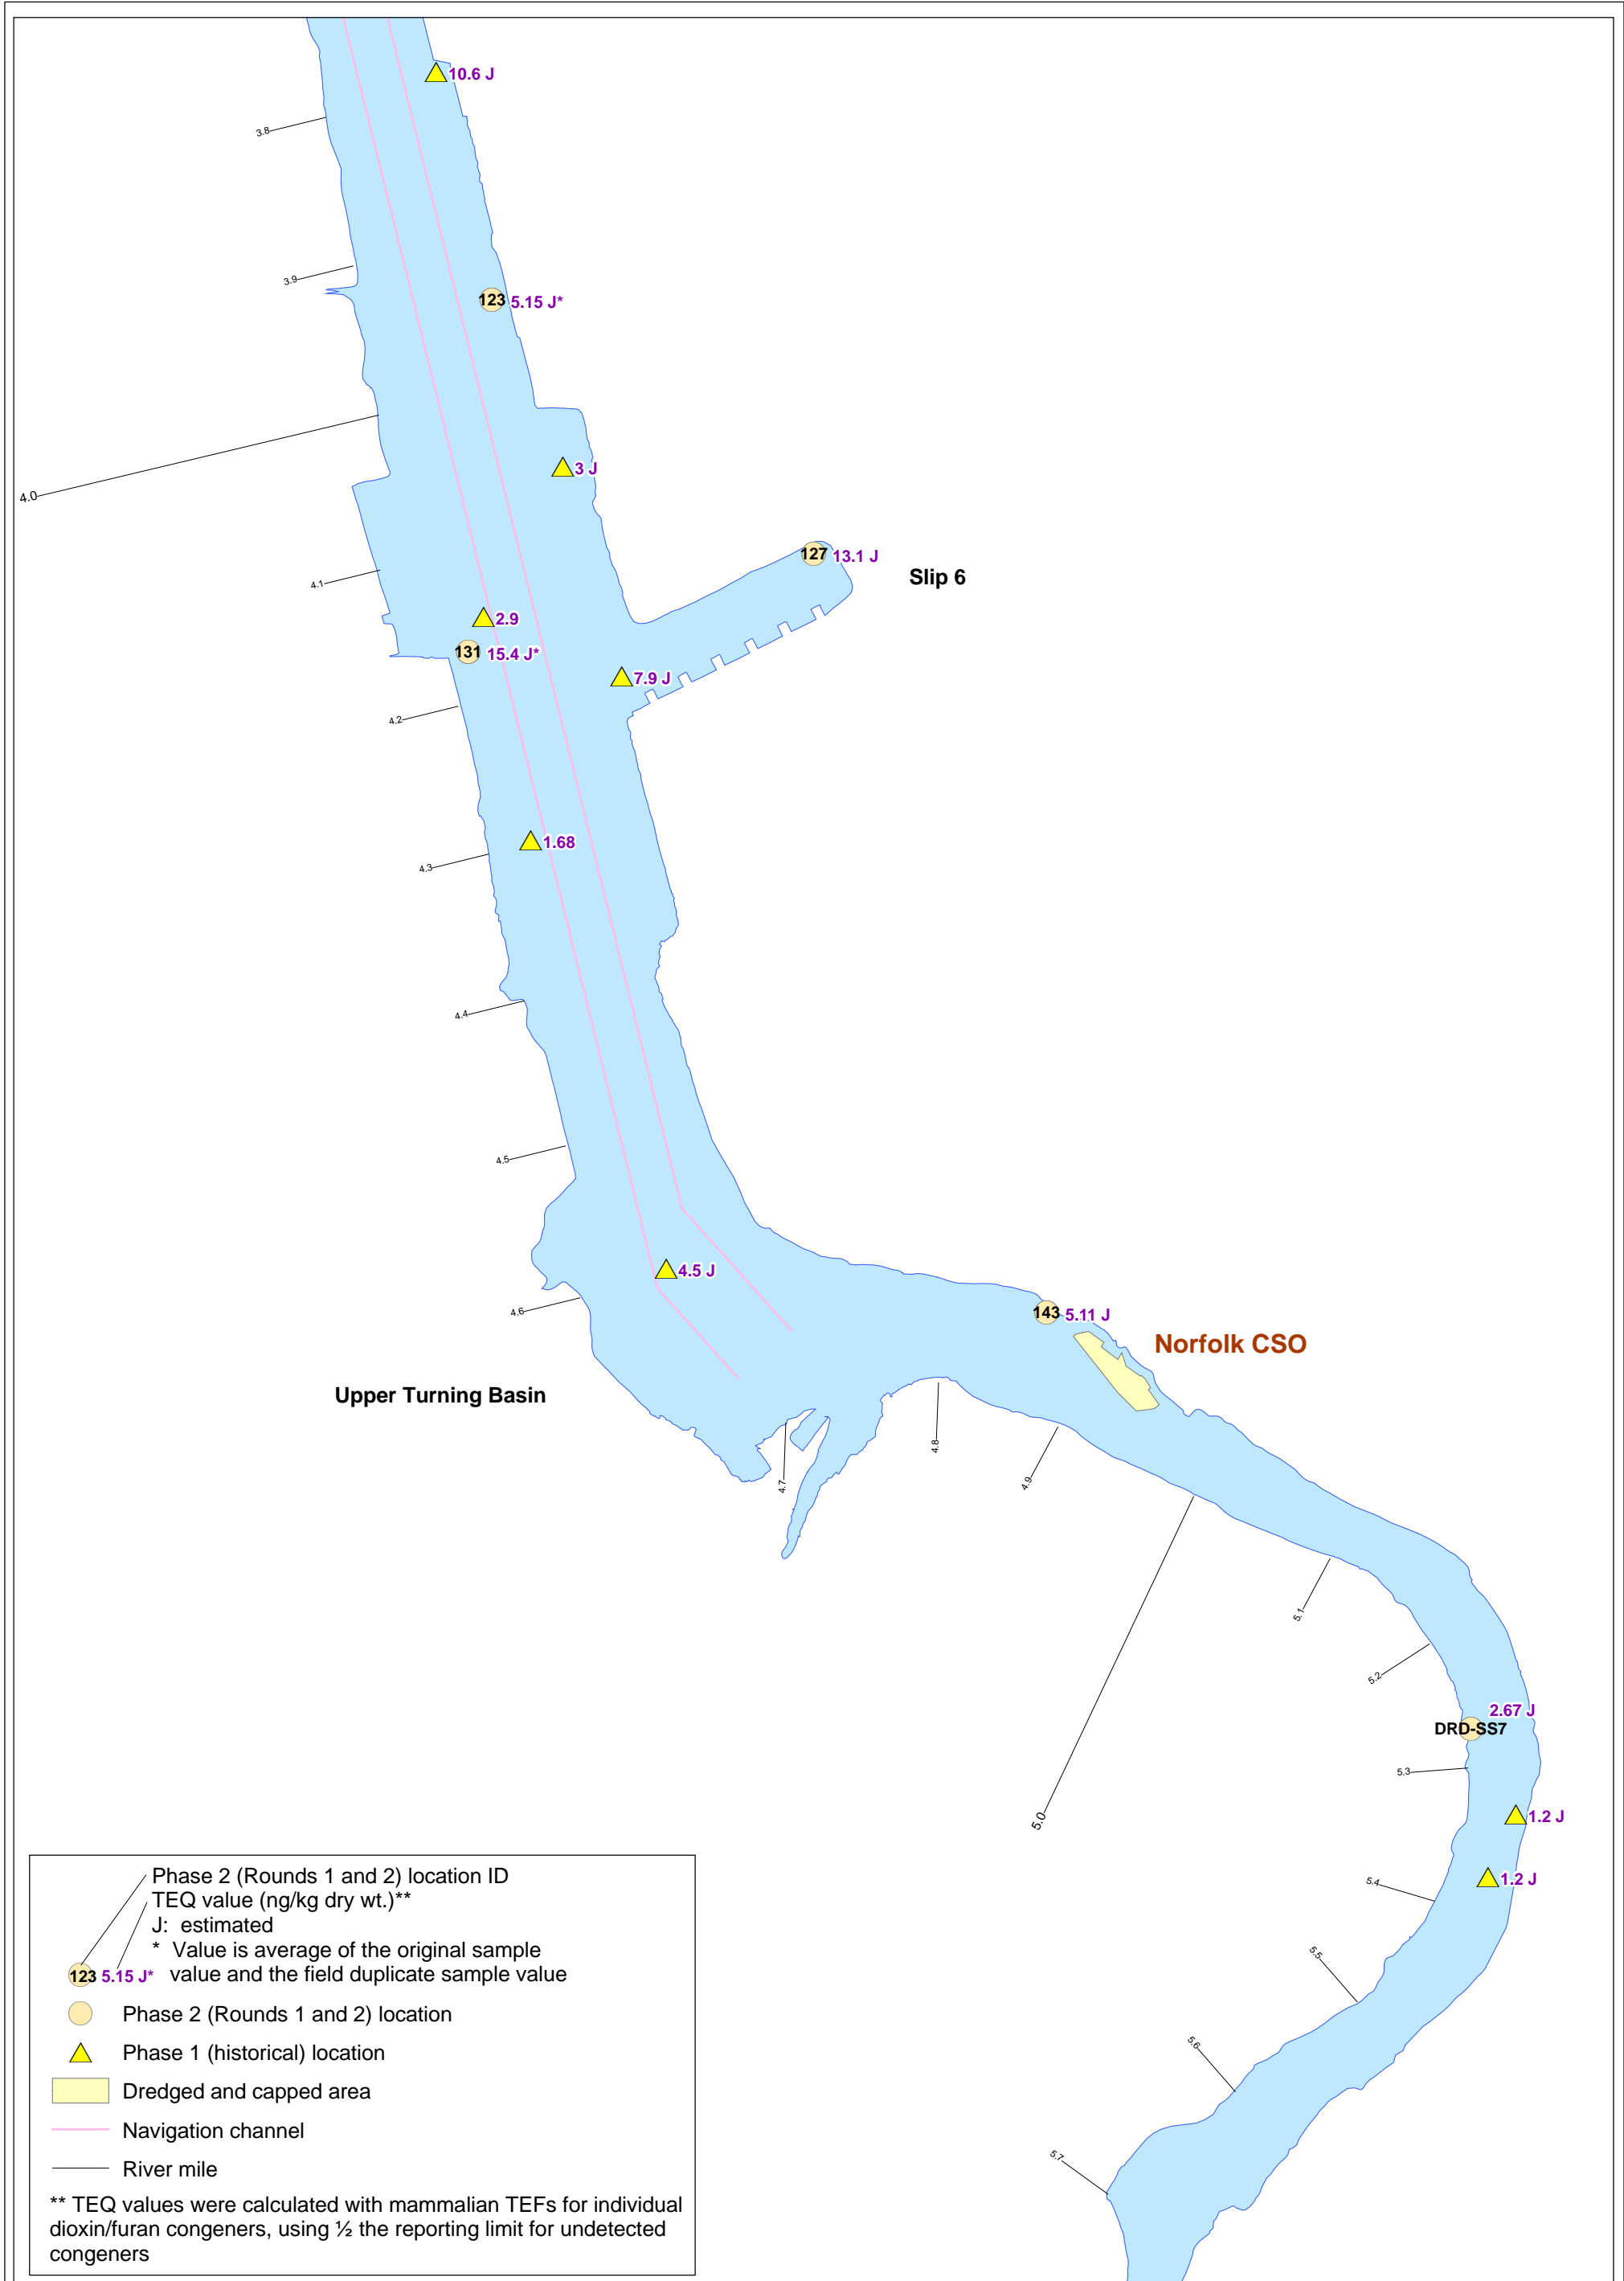 10.6 J
3.8
3.9
123 5.15 J*
3 J
4.0
127 13.1 J
Slip 6
4.1
2.9
131 15.4 J*
7.9 J
4.2
1.68
4.3
4.4
4.5
4.5 J
4.6
143 5.11 J
Norfolk CSO
Upper Turning Basin
4.7
4.8
4.9
5.0
5.1
5.2
2.67 J
DRD-SS7
5.3
1.2 J
1.2 J
5.4
5.5
5.6
5.7
Phase 2 (Rounds 1 and 2) location ID
TEQ value (ng/kg dry wt.)**
J: estimated
* Value is average of the original sample
123 5.15 J* value and the field duplicate sample value
Phase 2 (Rounds 1 and 2) location
Phase 1 (historical) location
Dredged and capped area
Navigation channel
River mile
** TEQ values were calculated with mammalian TEFs for individual
dioxin/furan congeners, using ½ the reporting limit for undetected
congeners